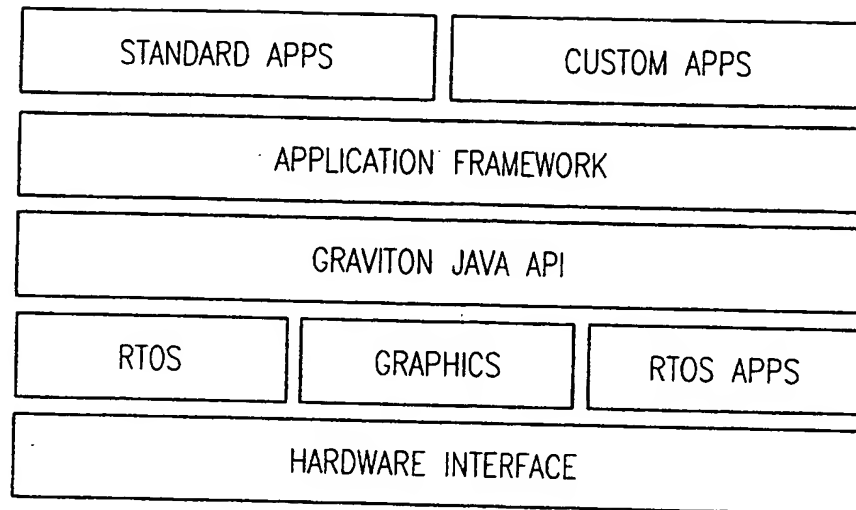 STANDARD APPS
CUSTOM APPS
APPLICATION FRAMEWORK
GRAVITON JAVA API
RTOS
GRAPHICS
RTOS APPS
HARDWARE INTERFACE